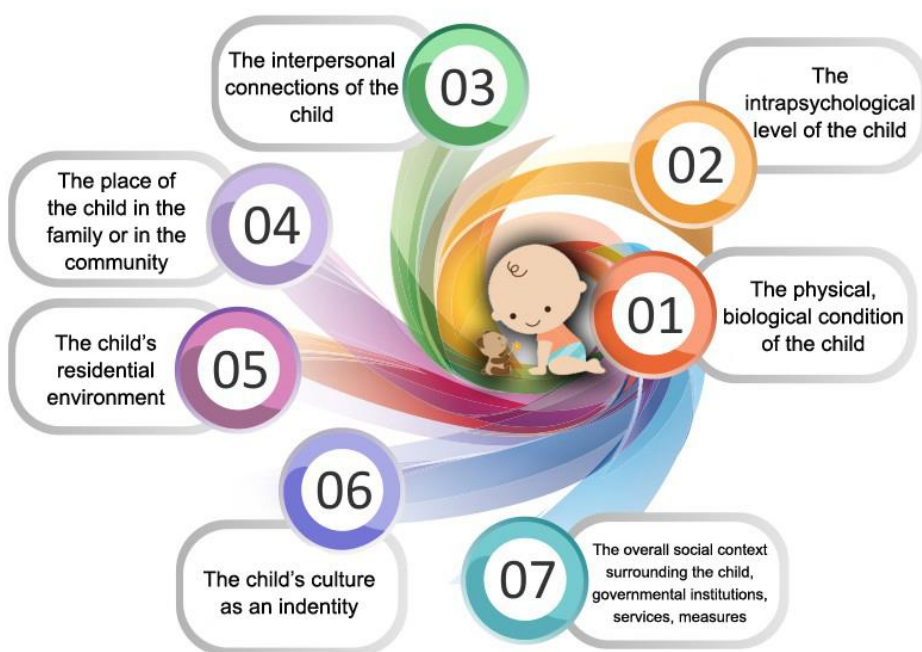 01
The physical,
biological condition
of the child
02
The
intrapsychological
level of the child
03
The interpersonal
connections of the
child
04
The place of
the child in the
family or in the
community
05
The child's
residential
environment
06
The child's culture
as an indentity
07
The overall social context
surrounding the child,
governmental institutions,
services, measures